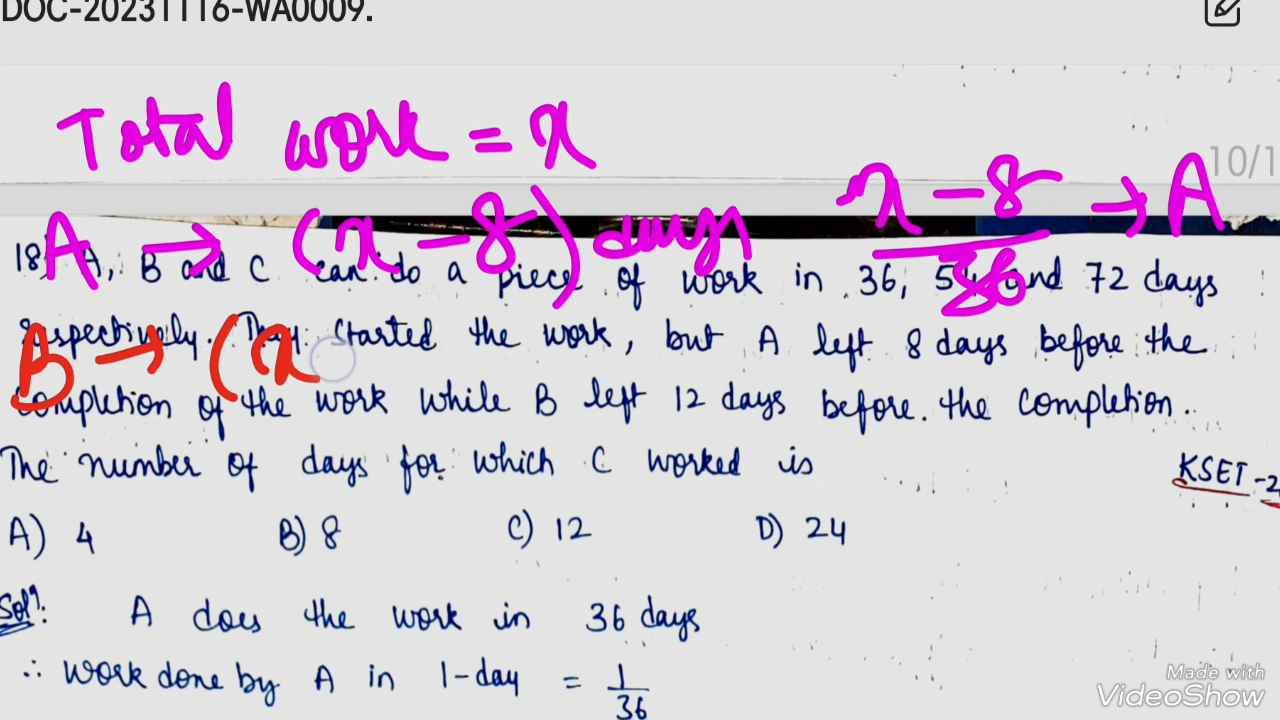 DOC-20231116-WA0009.
Total work = x
10/1
A → (x - 8) days
x - 8 → A
36
18. A, B and C can do a piece of work in 36, 54 and 72 days
respectively. They started the work, but A left 8 days before the
B → (x
completion of the work while B left 12 days before the completion.
The number of days for which C worked is
KSET-2
A) 4 B) 8 C) 12 D) 24
Solⁿ: A does the work in 36 days
∴ work done by A in 1-day = 1/36
Made with
VideoShow